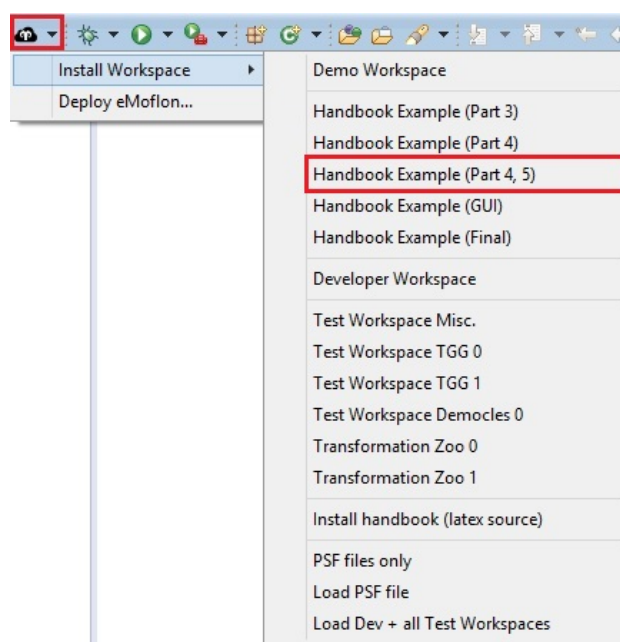 Install Workspace
Deploy eMoflon...
Demo Workspace
Handbook Example (Part 3)
Handbook Example (Part 4)
Handbook Example (Part 4, 5)
Handbook Example (GUI)
Handbook Example (Final)
Developer Workspace
Test Workspace Misc.
Test Workspace TGG 0
Test Workspace TGG 1
Test Workspace Democles 0
Transformation Zoo 0
Transformation Zoo 1
Install handbook (latex source)
PSF files only
Load PSF file
Load Dev + all Test Workspaces